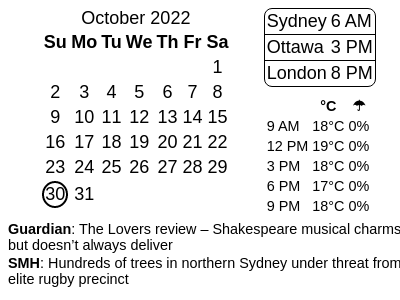 October 2022
Su Mo Tu We Th Fr Sa
1
2 3 4 5 6 7 8
9 10 11 12 13 14 15
16 17 18 19 20 21 22
23 24 25 26 27 28 29
30 31
Sydney 6 AM
Ottawa 3 PM
London 8 PM
°C ☂
9 AM 18°C 0%
12 PM 19°C 0%
3 PM 18°C 0%
6 PM 17°C 0%
9 PM 18°C 0%
Guardian: The Lovers review – Shakespeare musical charms
but doesn't always deliver
SMH: Hundreds of trees in northern Sydney under threat from
elite rugby precinct